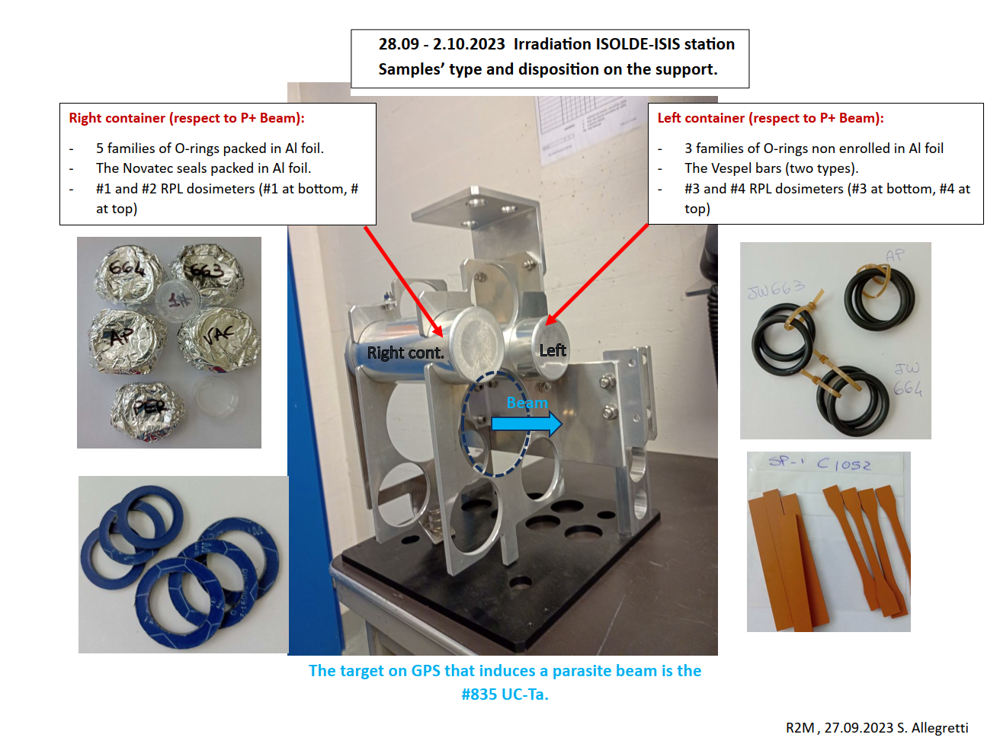 28.09 - 2.10.2023 Irradiation ISOLDE-ISIS station
Samples' type and disposition on the support.
Right container (respect to P+ Beam):
- 5 families of O-rings packed in Al foil.
- The Novatec seals packed in Al foil.
- #1 and #2 RPL dosimeters (#1 at bottom, #
at top)
Left container (respect to P+ Beam):
- 3 families of O-rings non enrolled in Al foil
- The Vespel bars (two types).
- #3 and #4 RPL dosimeters (#3 at bottom, #4 at
top)
664
663
1#
AP
VAC
PER
Right cont.
Left
Beam
AP
JW663
JW
664
SP-1 C1052
The target on GPS that induces a parasite beam is the
#835 UC-Ta.
R2M , 27.09.2023 S. Allegretti